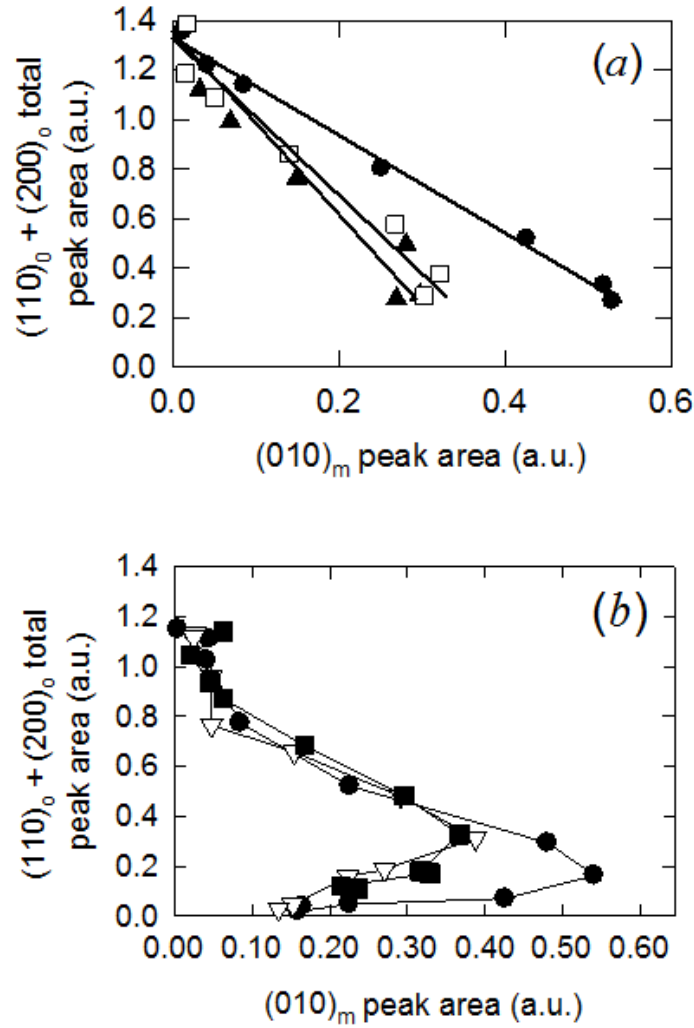 (a)
(110)₀ + (200)ₒ total
peak area (a.u.)
1.4
1.2
1.0
0.8
0.6
0.4
0.2
0.0
0.0 0.2 0.4 0.6
(010)ₘ peak area (a.u.)
(b)
(110)ₒ + (200)ₒ total
peak area (a.u.)
1.4
1.2
1.0
0.8
0.6
0.4
0.2
0.0
0.00 0.10 0.20 0.30 0.40 0.50 0.60
(010)ₘ peak area (a.u.)